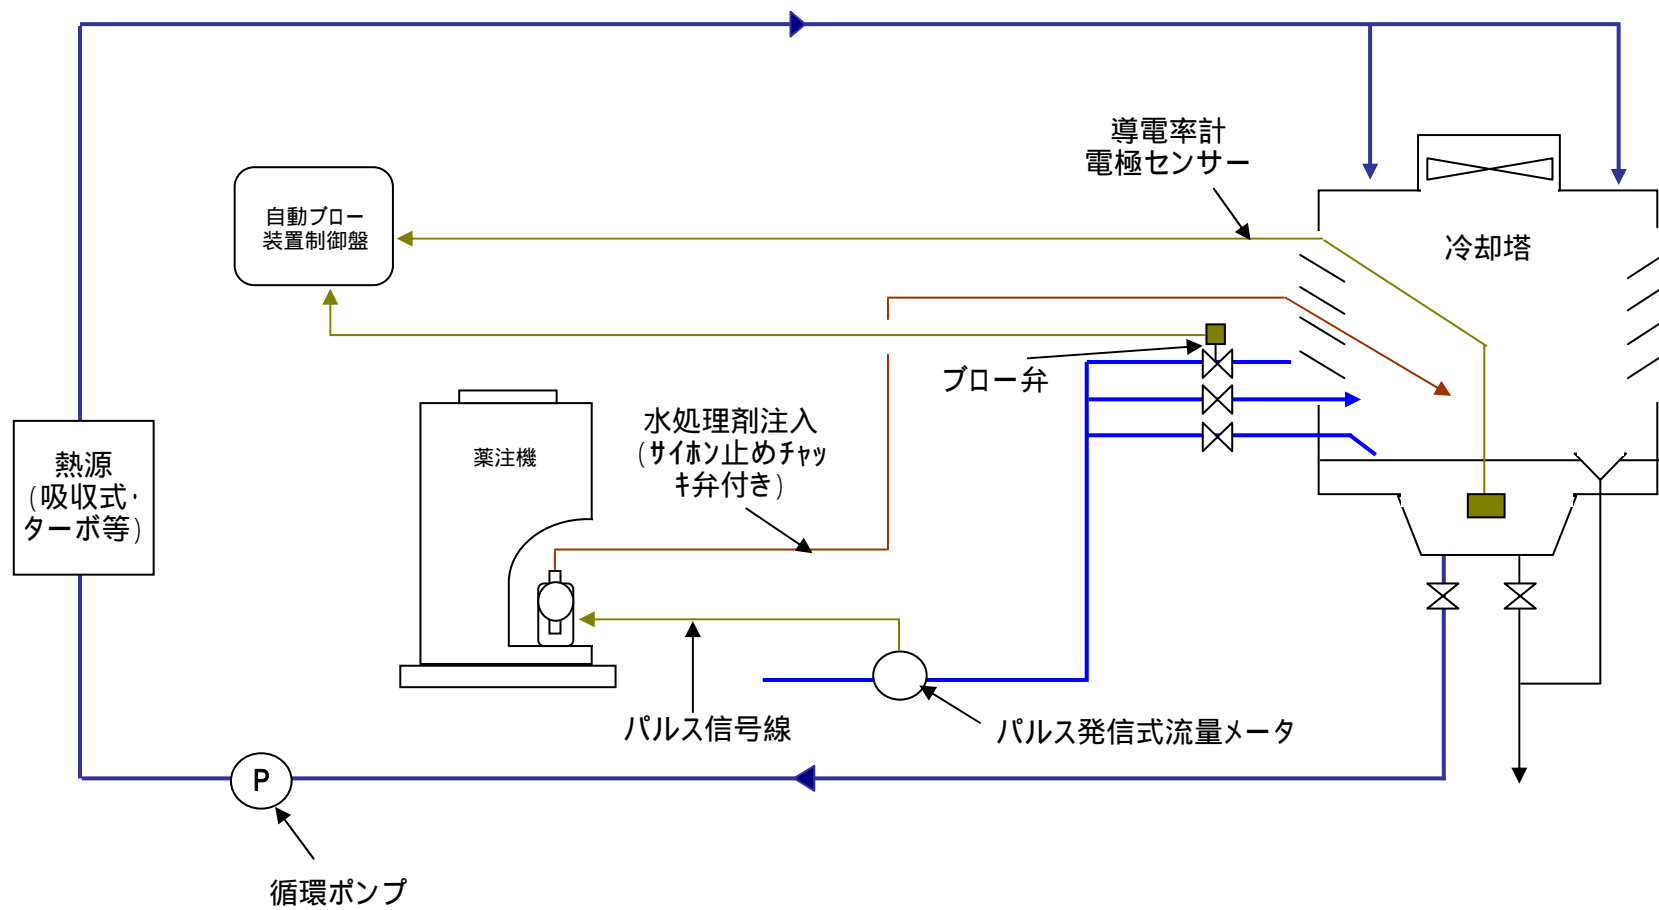 導電率計
電極センサー
自動ブロー
装置制御盤
冷却塔
ブロー弁
水処理剤注入
(サイホン止めチャッ
キ弁付き)
薬注機
熱源
(吸収式・
ターボ等)
パルス信号線
パルス発信式流量メータ
P
循環ポンプ